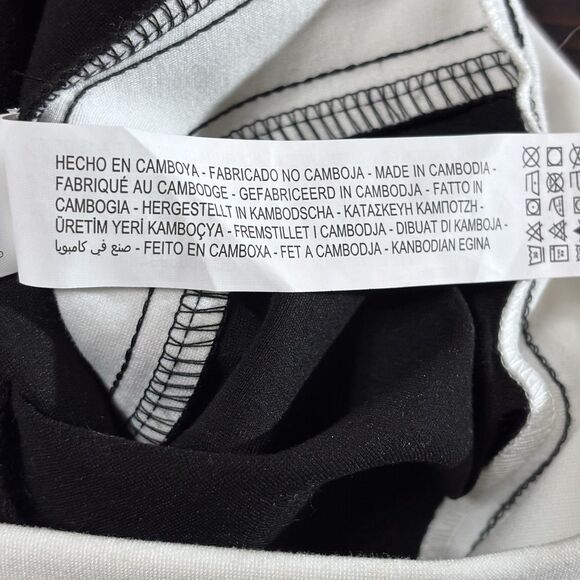 HECHO EN CAMBOYA - FABRICADO NO CAMBOJA - MADE IN CAMBODIA -
FABRIQUÉ AU CAMBODGE - GEFABRICEERD IN CAMBODJA - FATTO IN
CAMBOGIA - HERGESTELLT IN KAMBODSCHA - ΚΑΤΑΣΚΕΥΗ ΚΑΜΠΟΤΖΗ -
ÜRETİM YERİ KAMBOÇYA - FREMSTILLET I CAMBODJA - DIBUAT DI KAMBOJA -
صنع في كامبوديا - FEITO EN CAMBOXA - FET A CAMBODJA - KANBODIAN EGINA